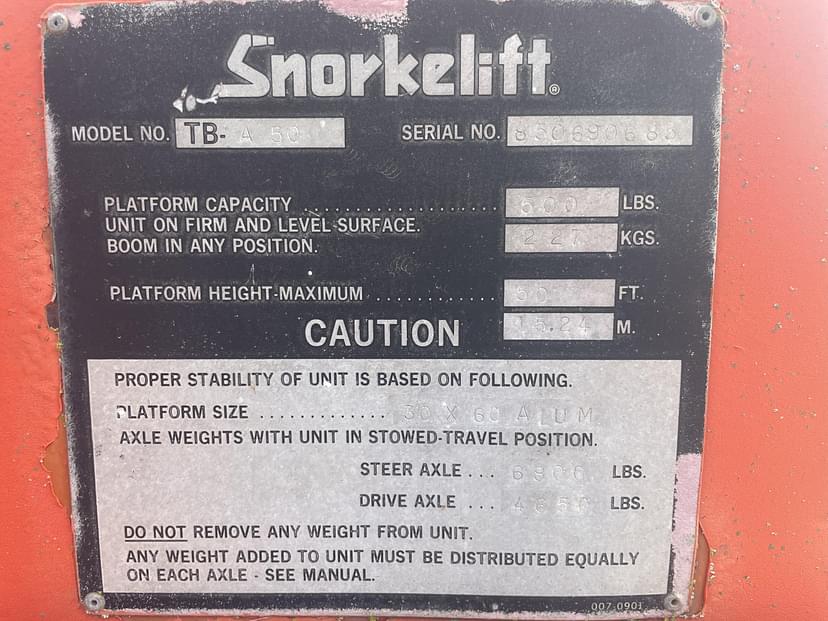 Snorkelift®
MODEL NO. TB- A 50 SERIAL NO.
PLATFORM CAPACITY .................... 500 LBS.
UNIT ON FIRM AND LEVEL SURFACE. 227 KGS.
BOOM IN ANY POSITION.
PLATFORM HEIGHT-MAXIMUM ............ 50 FT.
CAUTION 15.24 M.
PROPER STABILITY OF UNIT IS BASED ON FOLLOWING.
PLATFORM SIZE ............. 30 X 60 ALUM
AXLE WEIGHTS WITH UNIT IN STOWED-TRAVEL POSITION.
STEER AXLE ... LBS.
DRIVE AXLE ... LBS.
DO NOT REMOVE ANY WEIGHT FROM UNIT.
ANY WEIGHT ADDED TO UNIT MUST BE DISTRIBUTED EQUALLY
ON EACH AXLE - SEE MANUAL.
007-0901